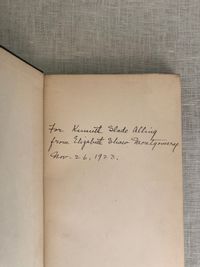 For Kenneth Slade Alling
from Elizabeth Shaw Montgomery
Nov. 26, 1923.